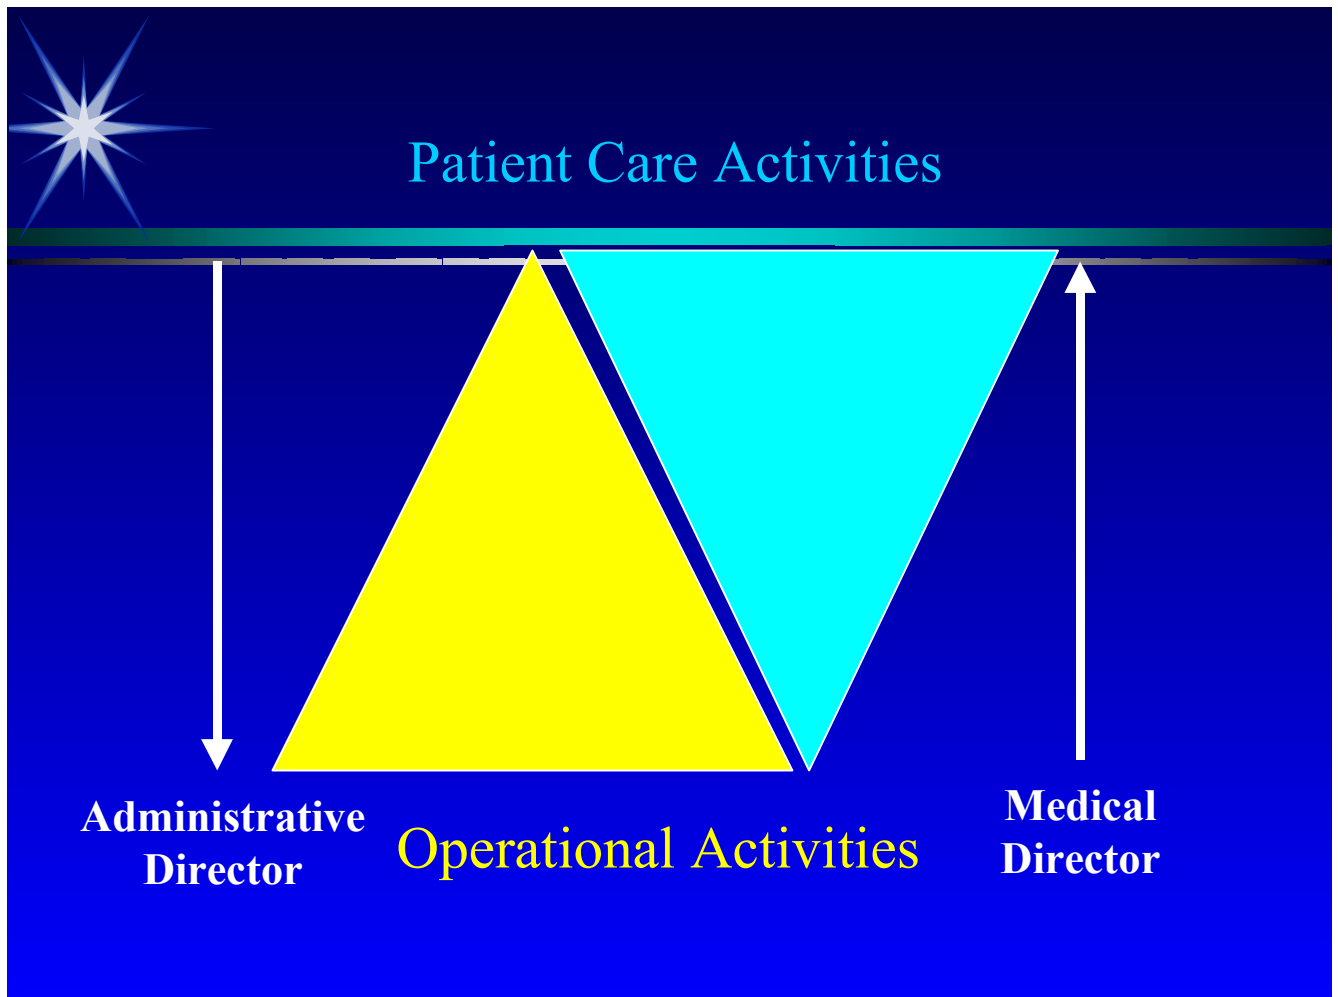 Patient Care Activities
Administrative
Director
Operational Activities
Medical
Director